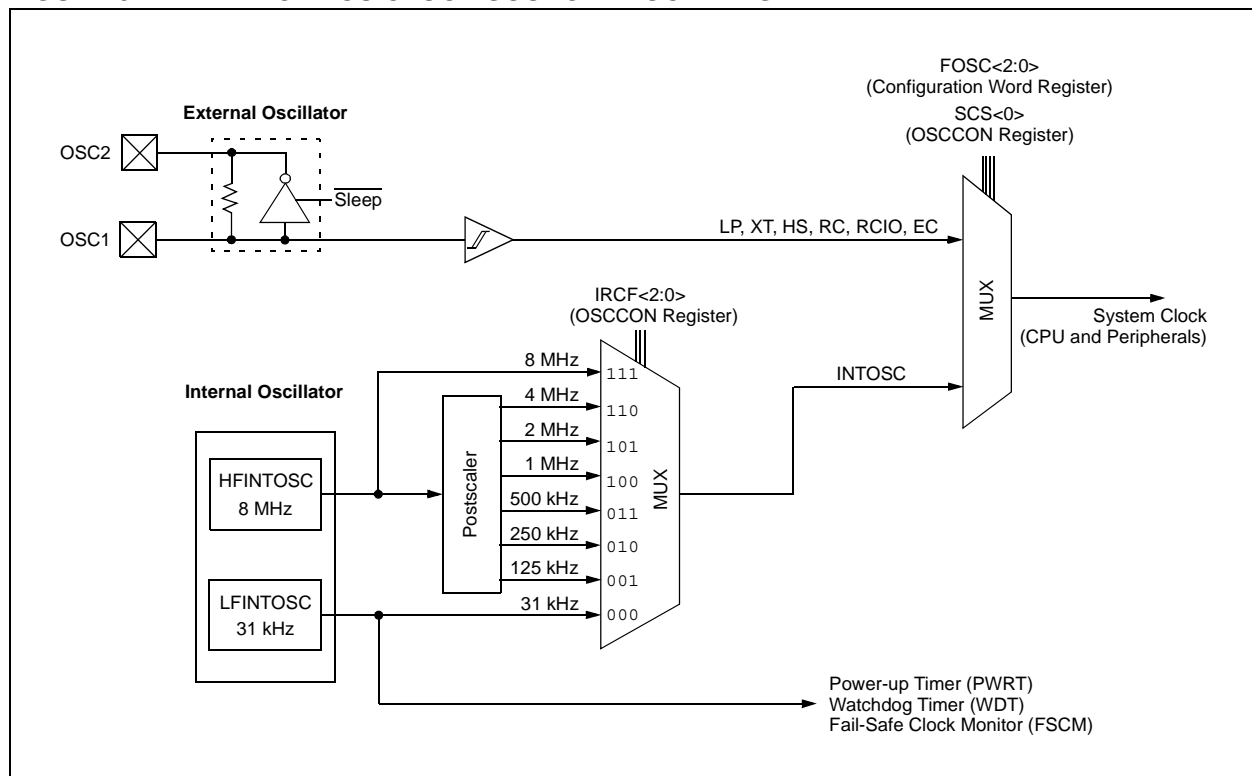 FOSC<2:0>
(Configuration Word Register)
SCS<0>
(OSCCON Register)
External Oscillator
OSC2
Sleep
OSC1
LP, XT, HS, RC, RCIO, EC
MUX
System Clock
(CPU and Peripherals)
IRCF<2:0>
(OSCCON Register)
INTOSC
Internal Oscillator
8 MHz
111
4 MHz
110
2 MHz
101
1 MHz
100
500 kHz
011
250 kHz
010
125 kHz
001
31 kHz
000
MUX
Postscaler
HFINTOSC
8 MHz
LFINTOSC
31 kHz
Power-up Timer (PWRT)
Watchdog Timer (WDT)
Fail-Safe Clock Monitor (FSCM)